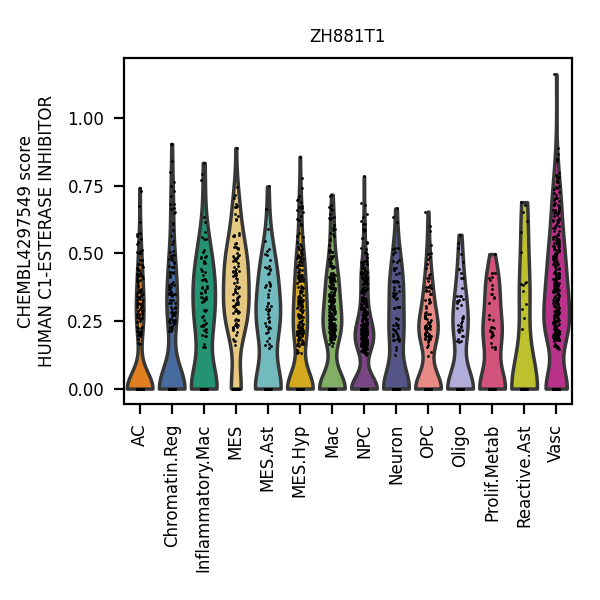 ZH881T1
CHEMBL4297549 score
HUMAN C1-ESTERASE INHIBITOR
1.00
0.75
0.50
0.25
0.00
AC
Chromatin.Reg
Inflammatory.Mac
MES
MES.Ast
MES.Hyp
Mac
NPC
Neuron
OPC
Oligo
Prolif.Metab
Reactive.Ast
Vasc